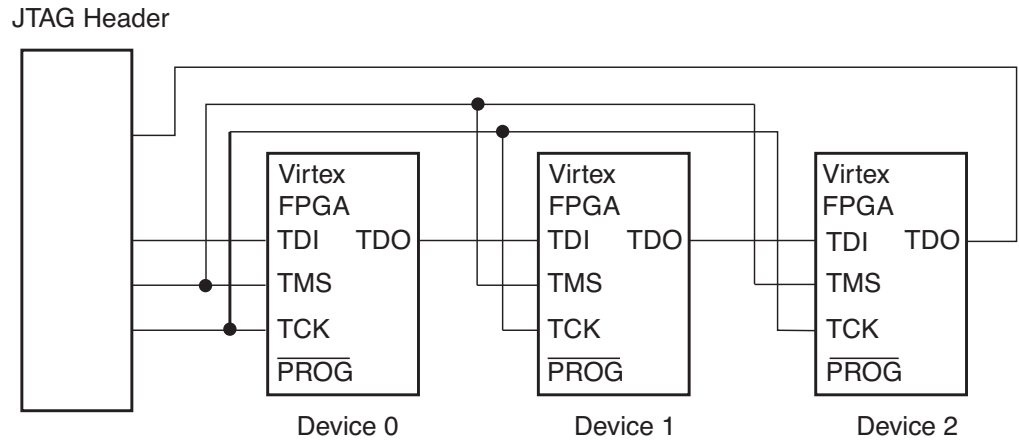 JTAG Header
Virtex
FPGA
TDI TDO
TMS
TCK
PROG
Device 0
Virtex
FPGA
TDI TDO
TMS
TCK
PROG
Device 1
Virtex
FPGA
TDI TDO
TMS
TCK
PROG
Device 2